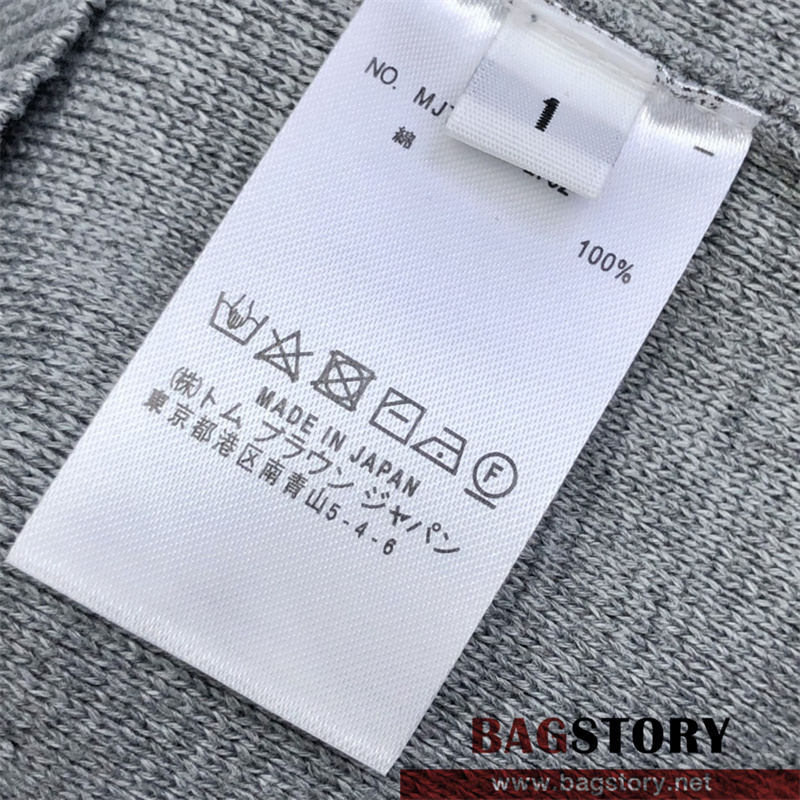 1
NO. MJ
綿
100%
MADE IN JAPAN
(株)トム ブラウン ジャパン
東京都港区南青山5-4-6
F
BAGSTORY
www.bagstory.net